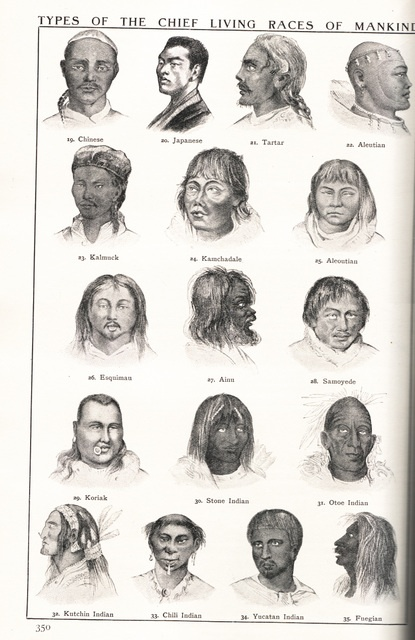 TYPES OF THE CHIEF LIVING RACES OF MANKIND
19. Chinese 20. Japanese 21. Tartar 22. Aleutian
23. Kalmuck 24. Kamchadale 25. Aleoutian
26. Esquimau 27. Ainu 28. Samoyede
29. Koriak 30. Stone Indian 31. Otoe Indian
32. Kutchin Indian 33. Chili Indian 34. Yucatan Indian 35. Fuegian
350